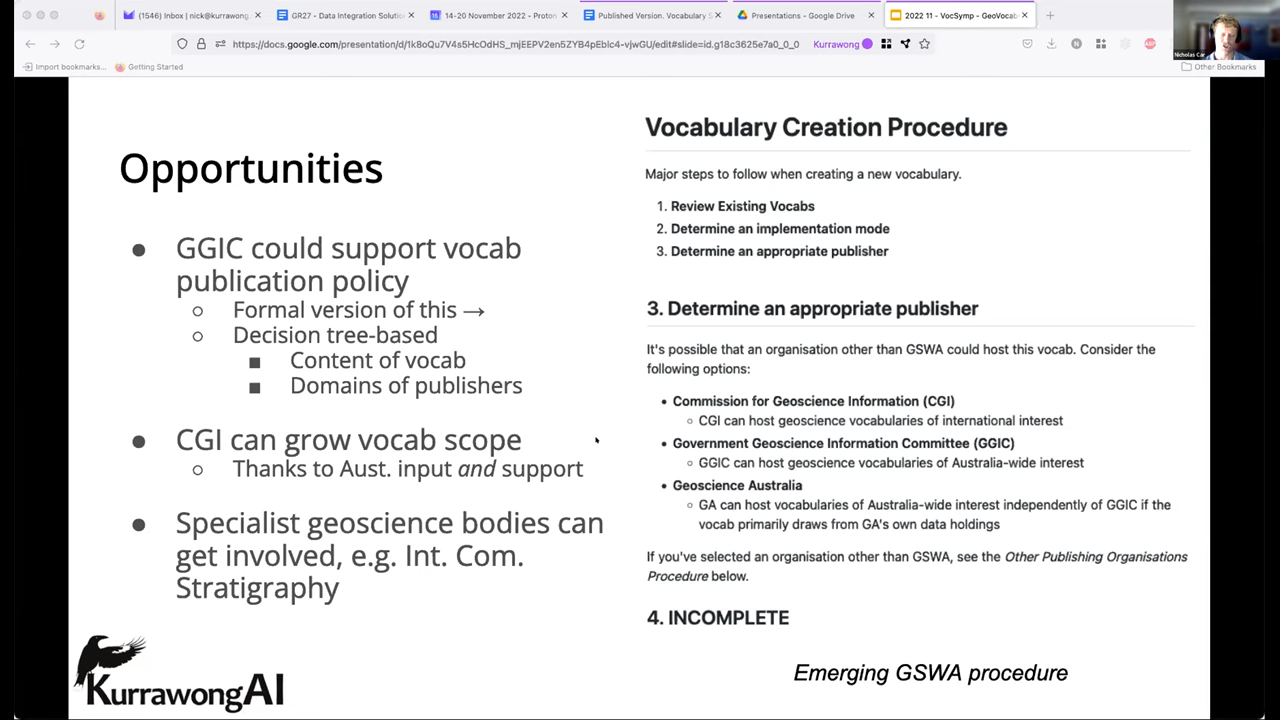 (1546) Inbox | nick@kurrawong.
GR27 - Data Integration Solution
14-20 November 2022 - Proton
Published Version. Vocabulary S
Presentations - Google Drive
2022 11 - VocSymp - GeoVocab
https://docs.google.com/presentation/d/1k8oQu7V4s5HcOdHS_mjEEPV2en5ZYB4pEblc4-vjwGU/edit#slide=id.g18c3625e7a0_0_0
Kurrawong
Import bookmarks...
Getting Started
Nicholas Car
Other Bookmarks
Opportunities
● GGIC could support vocab
publication policy
○ Formal version of this →
○ Decision tree-based
■ Content of vocab
■ Domains of publishers
● CGI can grow vocab scope
○ Thanks to Aust. input and support
● Specialist geoscience bodies can
get involved, e.g. Int. Com.
Stratigraphy
KurrawongAI
Vocabulary Creation Procedure
Major steps to follow when creating a new vocabulary.
1. Review Existing Vocabs
2. Determine an implementation mode
3. Determine an appropriate publisher
3. Determine an appropriate publisher
It's possible that an organisation other than GSWA could host this vocab. Consider the
following options:
• Commission for Geoscience Information (CGI)
○ CGI can host geoscience vocabularies of international interest
• Government Geoscience Information Committee (GGIC)
○ GGIC can host geoscience vocabularies of Australia-wide interest
• Geoscience Australia
○ GA can host vocabularies of Australia-wide interest independently of GGIC if the
vocab primarily draws from GA's own data holdings
If you've selected an organisation other than GSWA, see the Other Publishing Organisations
Procedure below.
4. INCOMPLETE
Emerging GSWA procedure